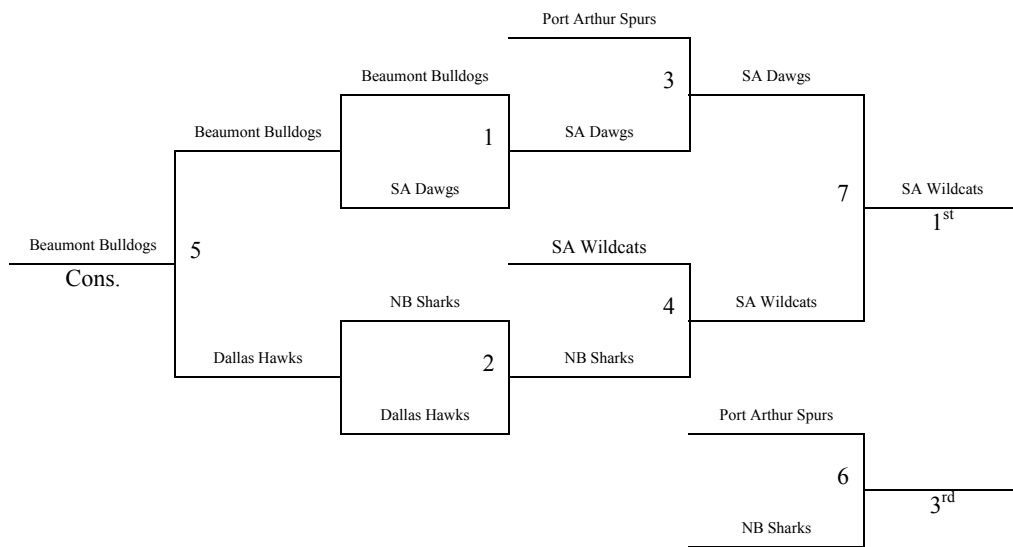 Port Arthur Spurs
Beaumont Bulldogs
3
SA Dawgs
Beaumont Bulldogs
1
SA Dawgs
SA Dawgs
7
SA Wildcats
1st
Beaumont Bulldogs
5
SA Wildcats
Cons.
NB Sharks
4
SA Wildcats
Dallas Hawks
2
NB Sharks
Dallas Hawks
Port Arthur Spurs
6
3rd
NB Sharks